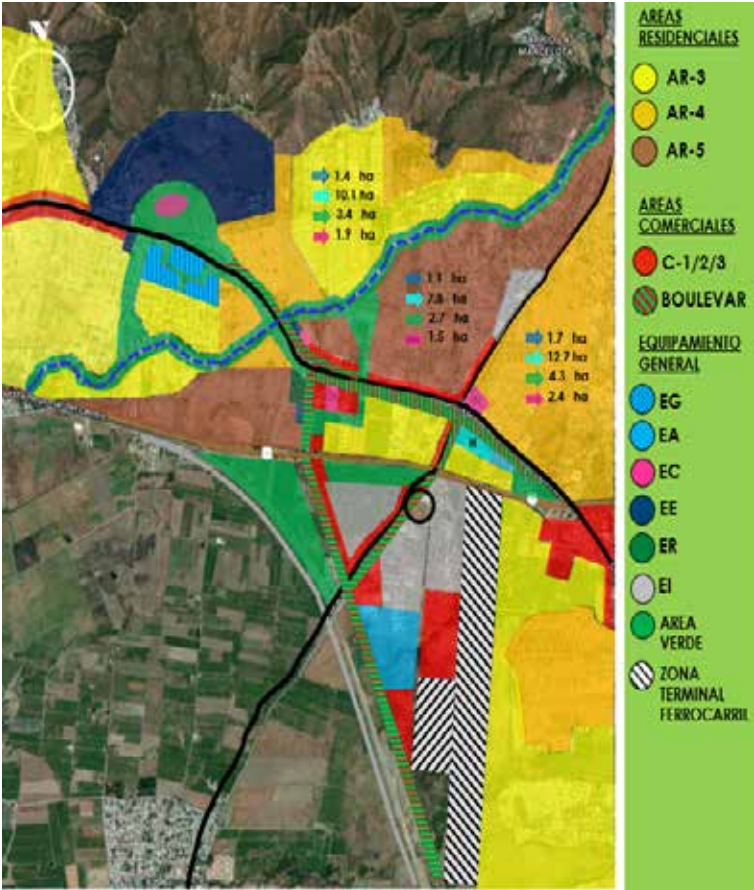 N
1.4 ha
10.1 ha
3.4 ha
1.9 ha
1.1 ha
7.8 ha
2.7 ha
1.5 ha
1.7 ha
12.7 ha
4.3 ha
2.4 ha
AREAS
RESIDENCIALES
AR-3
AR-4
AR-5
AREAS
COMERCIALES
C-1/2/3
BOULEVAR
EQUIPAMIENTO
GENERAL
EG
EA
EC
EE
ER
EI
AREA
VERDE
ZONA
TERMINAL
FERROCARRIL